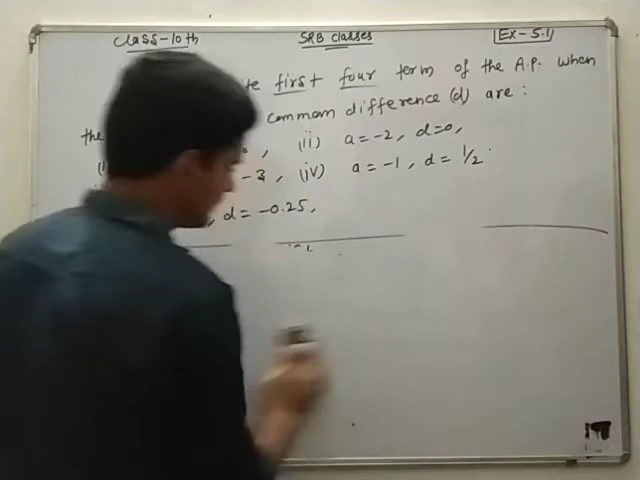 Class-10th SRB Classes Ex-5.1
first four term of the A.P. when
common difference (d) are :
the , (ii) a=-2, d=0,
-3, (iv) a=-1, d=1/2
, d=-0.25,